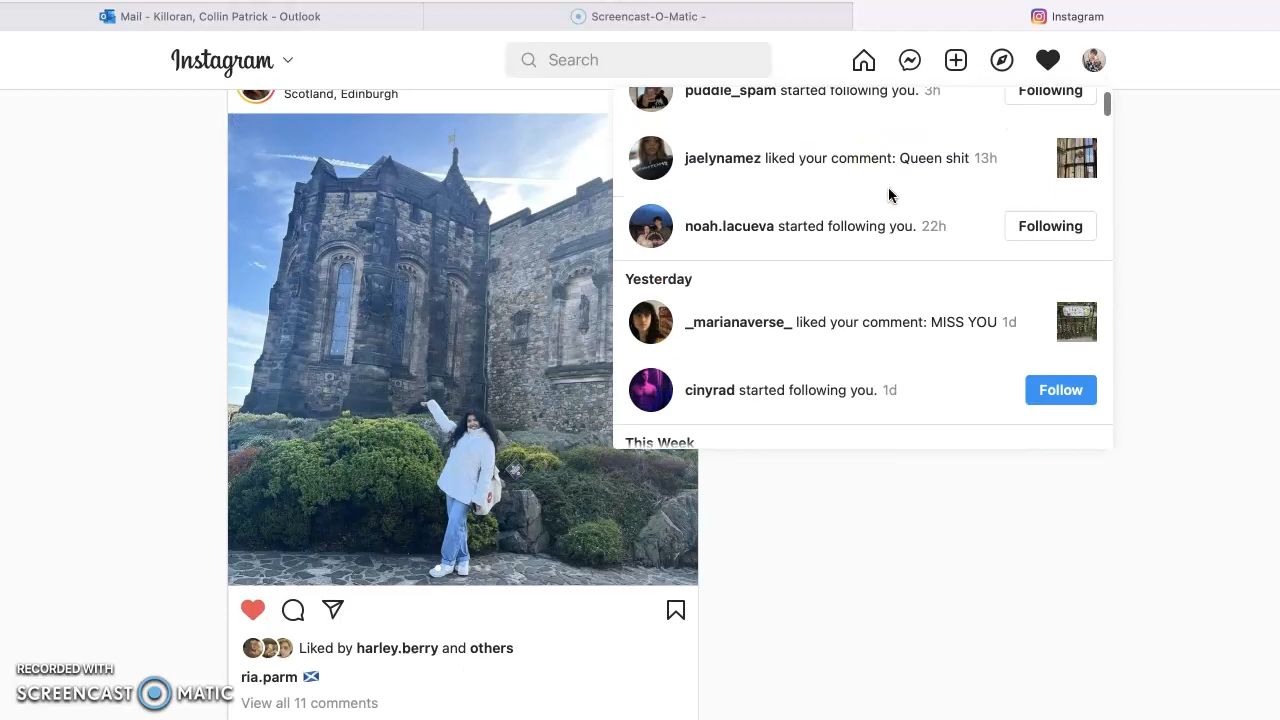 Mail - Killoran, Collin Patrick - Outlook
Screencast-O-Matic -
Instagram
Instagram
Search
Scotland, Edinburgh
puddle_spam started following you. 3h
Following
jaelynamez liked your comment: Queen shit 13h
noah.lacueva started following you. 22h
Following
Yesterday
_marianaverse_ liked your comment: MISS YOU 1d
cinyrad started following you. 1d
Follow
This Week
Liked by harley.berry and others
ria.parm 🏴󠁧󠁢󠁳󠁣󠁴󠁿
View all 11 comments
RECORDED WITH
SCREENCAST O MATIC